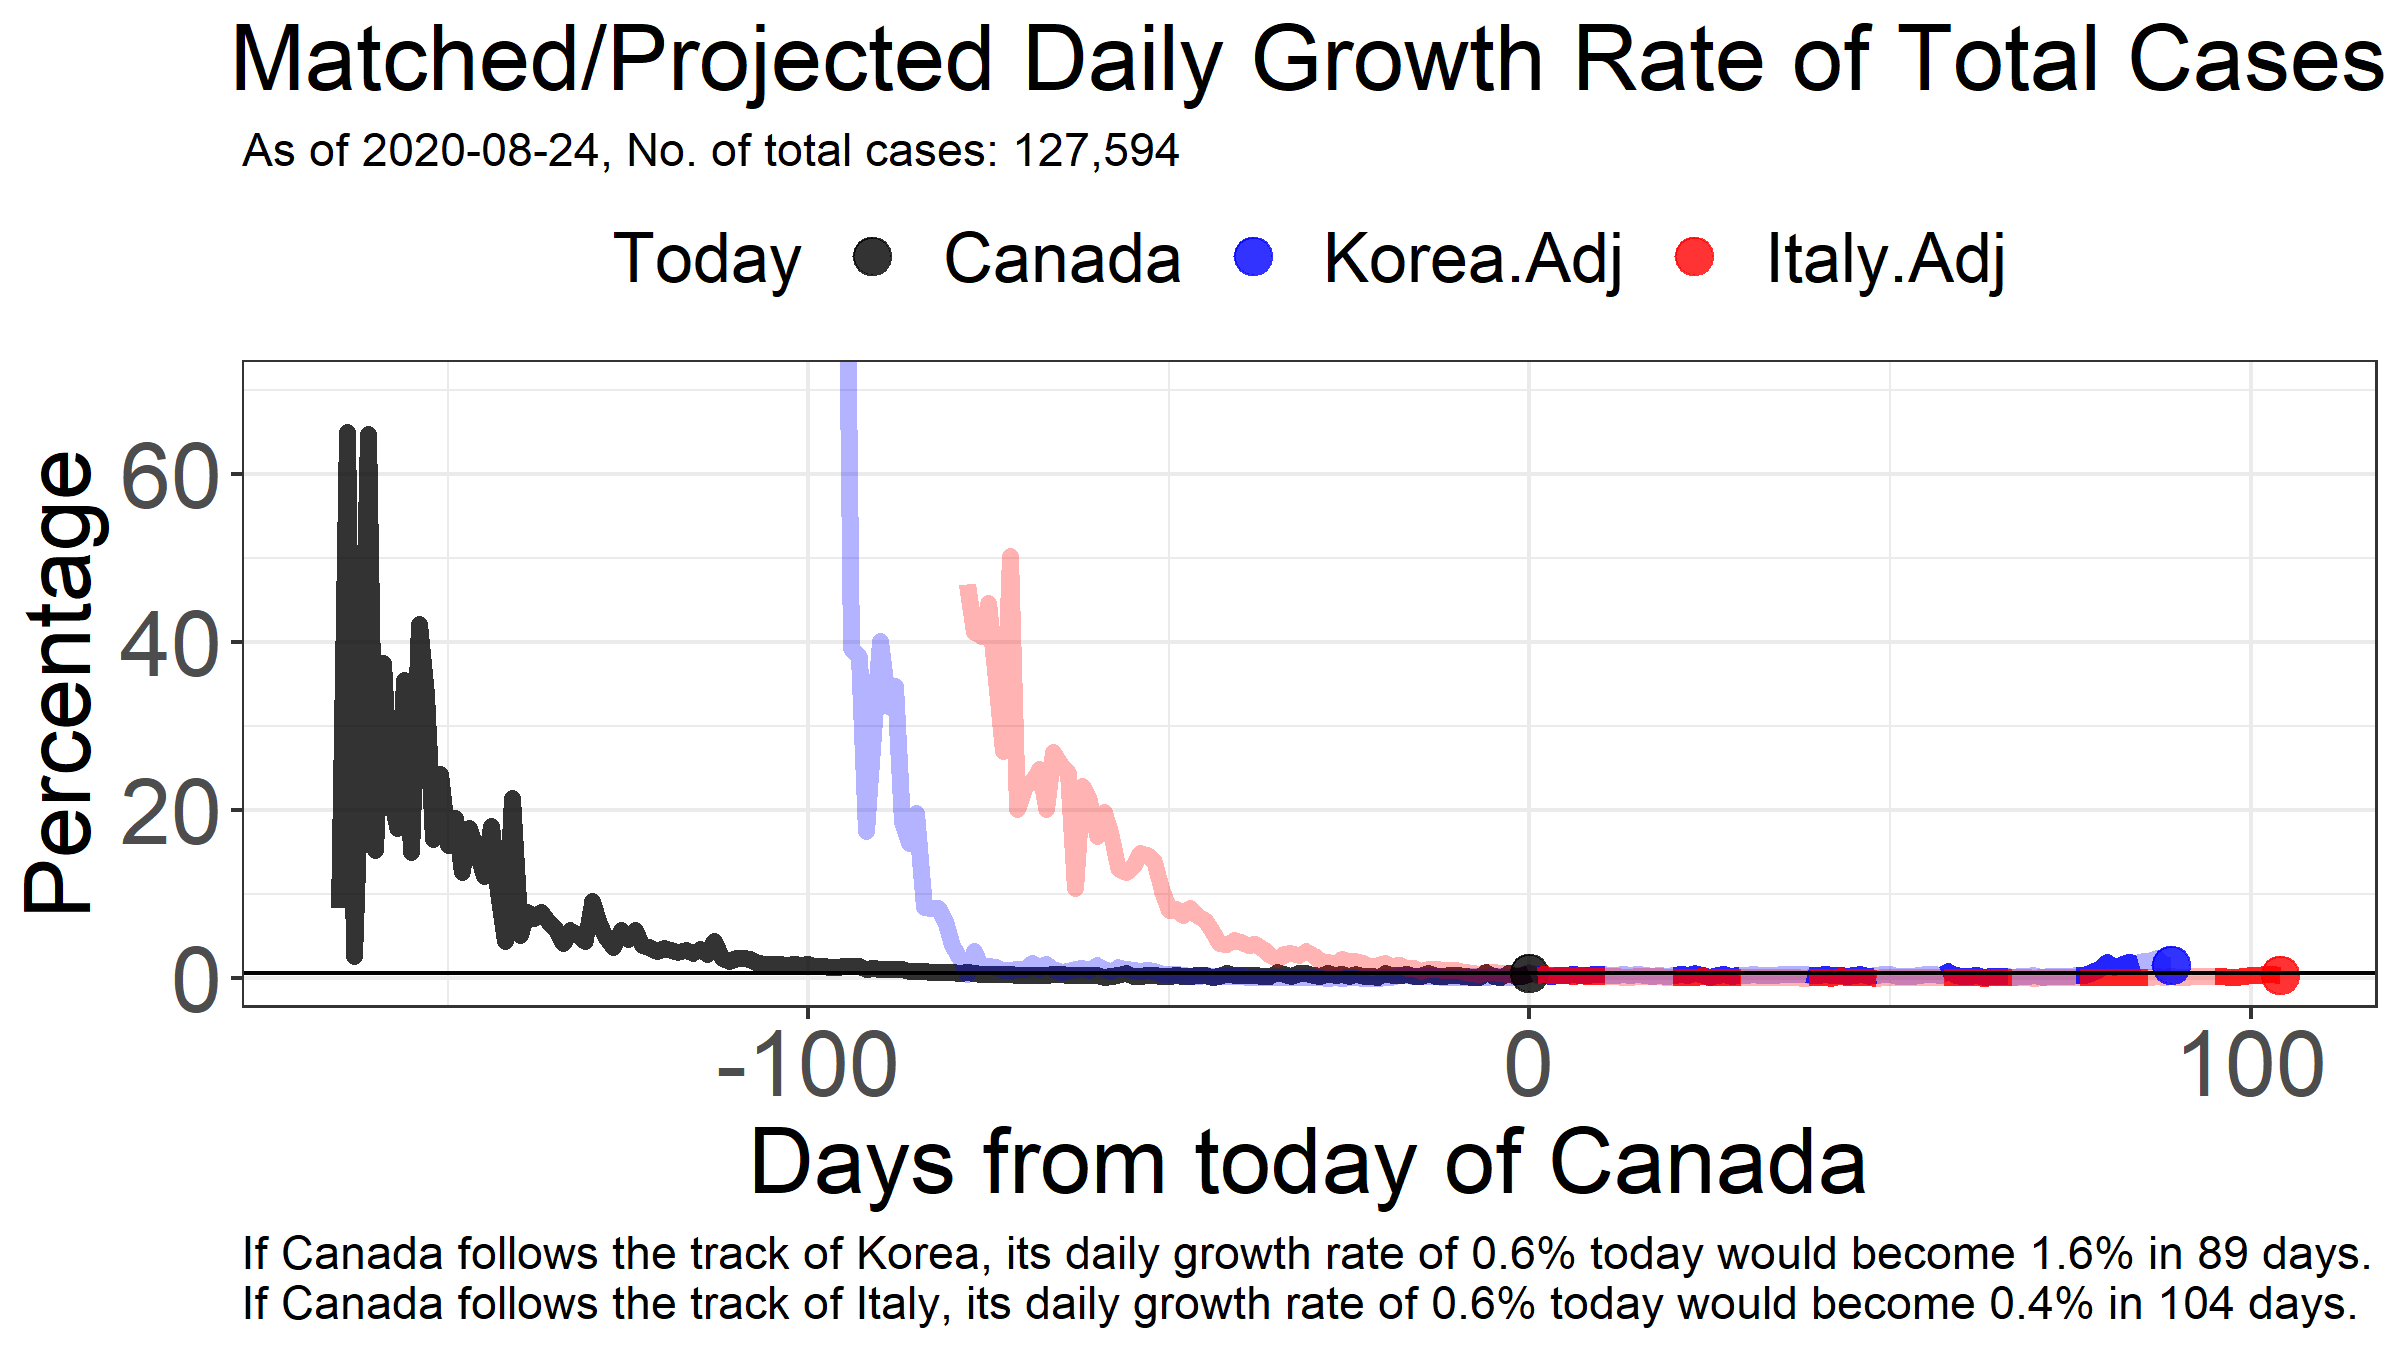 Matched/Projected Daily Growth Rate of Total Cases
As of 2020-08-24, No. of total cases: 127,594
Today Canada Korea.Adj Italy.Adj
Percentage
60
40
20
0
-100 0 100
Days from today of Canada
If Canada follows the track of Korea, its daily growth rate of 0.6% today would become 1.6% in 89 days.
If Canada follows the track of Italy, its daily growth rate of 0.6% today would become 0.4% in 104 days.